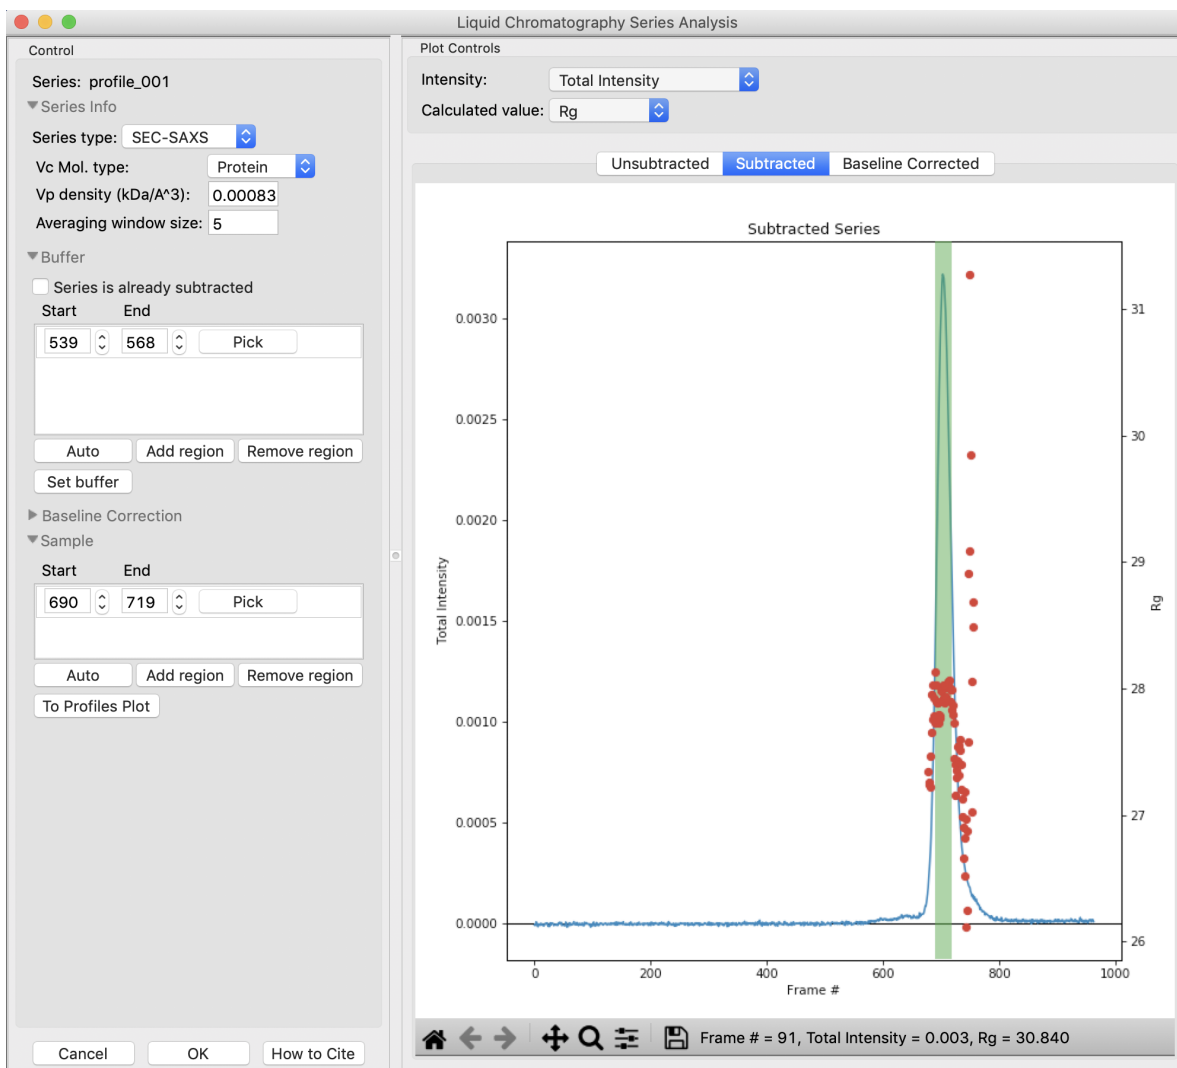 Liquid Chromatography Series Analysis
Control
Series: profile_001
Series Info
Series type: SEC-SAXS
Vc Mol. type: Protein
Vp density (kDa/A^3): 0.00083
Averaging window size: 5
Buffer
Series is already subtracted
Start End
539 568 Pick
Auto Add region Remove region
Set buffer
Baseline Correction
Sample
Start End
690 719 Pick
Auto Add region Remove region
To Profiles Plot
Cancel OK How to Cite
Plot Controls
Intensity: Total Intensity
Calculated value: Rg
Unsubtracted Subtracted Baseline Corrected
Subtracted Series
0.0030
0.0025
0.0020
0.0015
0.0010
0.0005
0.0000
Total Intensity
31
30
29
28
27
26
Rg
0 200 400 600 800 1000
Frame #
Frame # = 91, Total Intensity = 0.003, Rg = 30.840